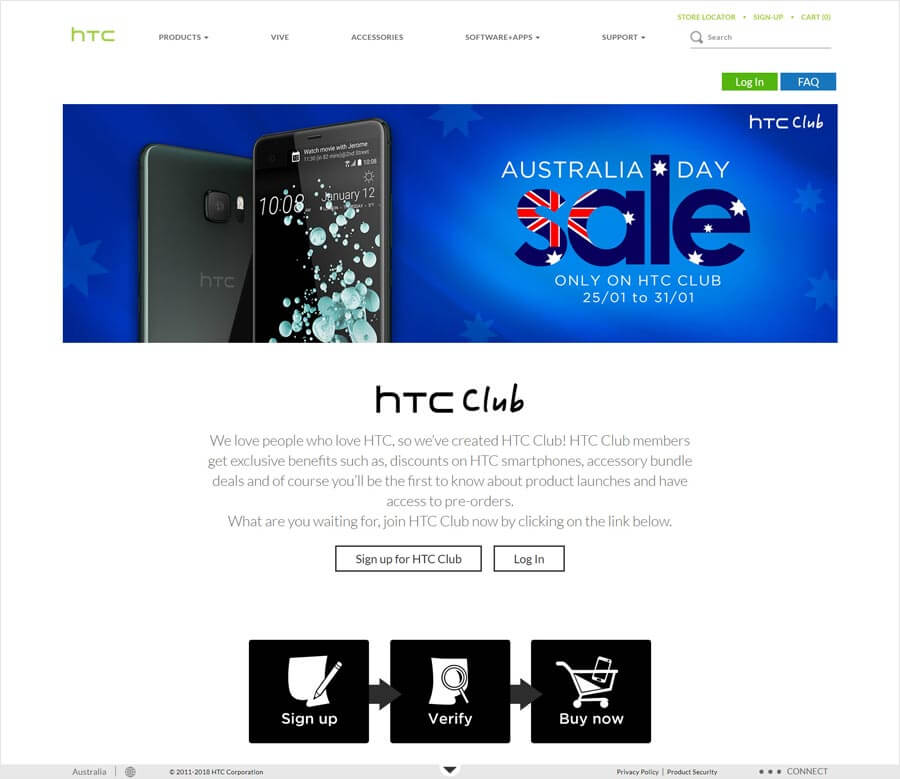 STORE LOCATOR • SIGN-UP • CART (0)
hTC PRODUCTS VIVE ACCESSORIES SOFTWARE+APPS SUPPORT Search
Log In FAQ
hTC Club
Watch movie with Jerome
11:30 (in 82 mins)@2nd Street
10:08
10:08
January 12
hTC
AUSTRALIA DAY
sale
ONLY ON HTC CLUB
25/01 to 31/01
hTC Club
We love people who love HTC, so we’ve created HTC Club! HTC Club members
get exclusive benefits such as, discounts on HTC smartphones, accessory bundle
deals and of course you’ll be the first to know about product launches and have
access to pre-orders.
What are you waiting for, join HTC Club now by clicking on the link below.
Sign up for HTC Club Log In
Sign up Verify Buy now
Australia | © 2011-2018 HTC Corporation Privacy Policy | Product Security CONNECT